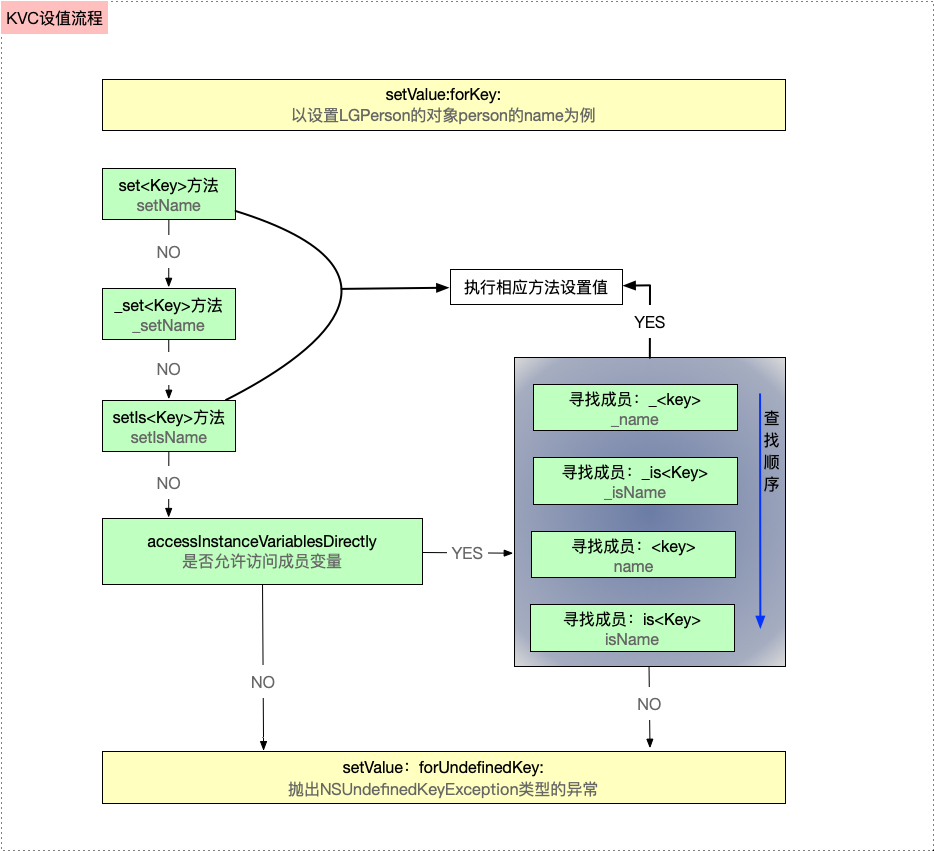 KVC设值流程
setValue:forKey:
以设置LGPerson的对象person的name为例
set<Key>方法
setName
NO
_set<Key>方法
_setName
NO
setIs<Key>方法
setIsName
NO
accessInstanceVariablesDirectly
是否允许访问成员变量
YES
NO
执行相应方法设置值
YES
寻找成员：_<key>
_name
寻找成员：_is<Key>
_isName
寻找成员：<key>
name
寻找成员：is<Key>
isName
查找顺序
NO
setValue：forUndefinedKey:
抛出NSUndefinedKeyException类型的异常